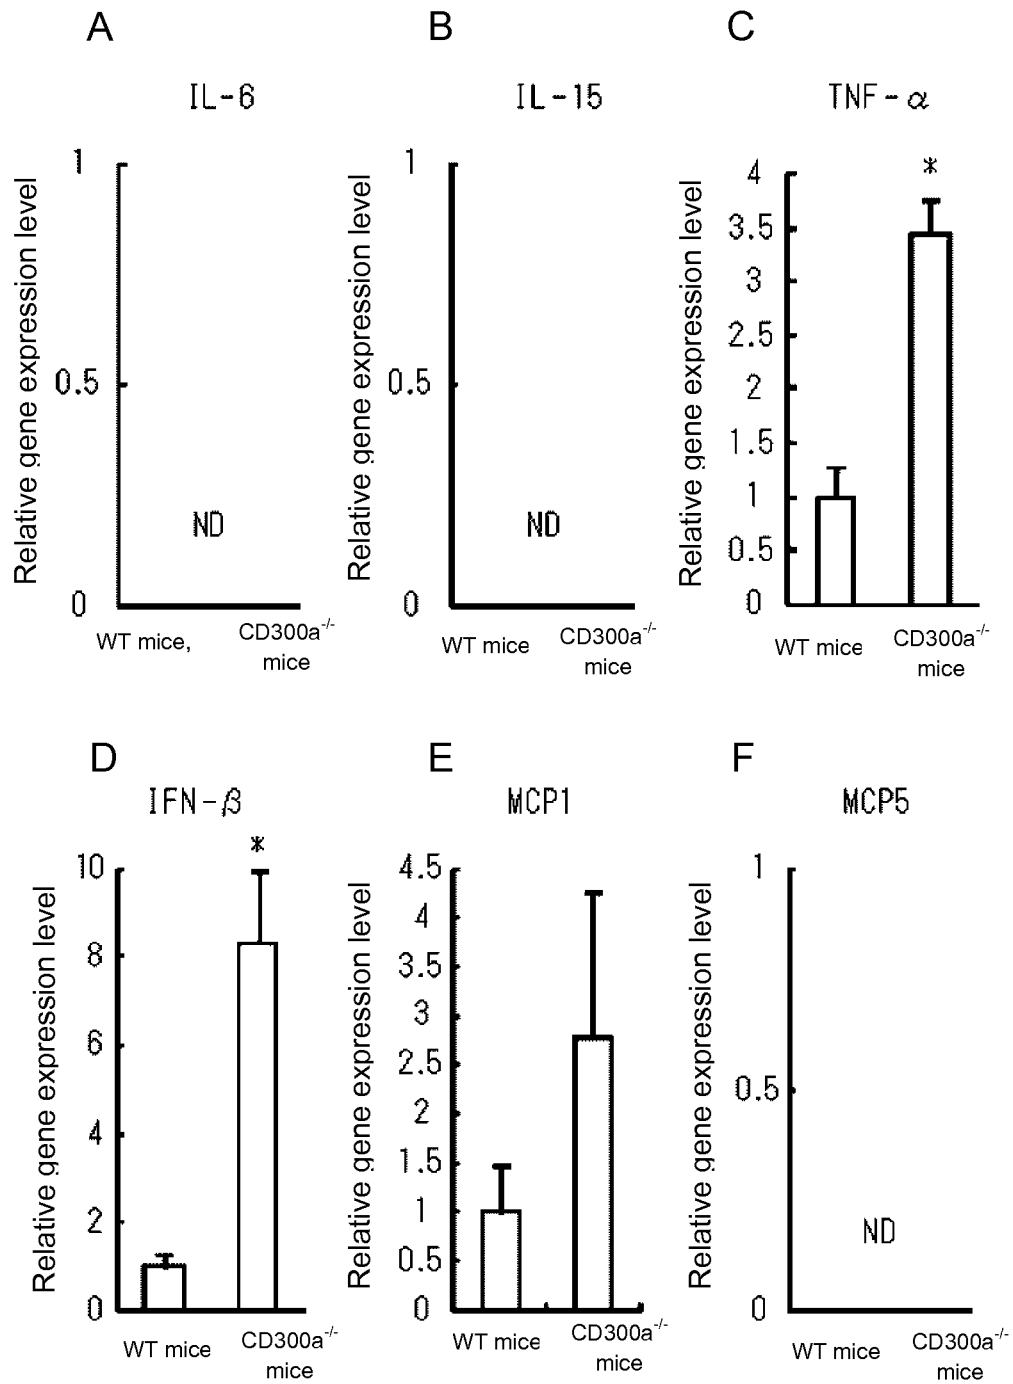 A
IL-6
Relative gene expression level
1
0.5
0
ND
WT mice,
CD300a-/-
mice
B
IL-15
Relative gene expression level
1
0.5
0
ND
WT mice
CD300a-/-
mice
C
TNF-α
Relative gene expression level
4
3.5
3
2.5
2
1.5
1
0.5
0
*
WT mice
CD300a-/-
mice
D
IFN-β
Relative gene expression level
10
8
6
4
2
0
*
WT mice
CD300a-/-
mice
E
MCP1
Relative gene expression level
4.5
4
3.5
3
2.5
2
1.5
1
0.5
0
WT mice
CD300a-/-
mice
F
MCP5
Relative gene expression level
1
0.5
0
ND
WT mice
CD300a-/-
mice